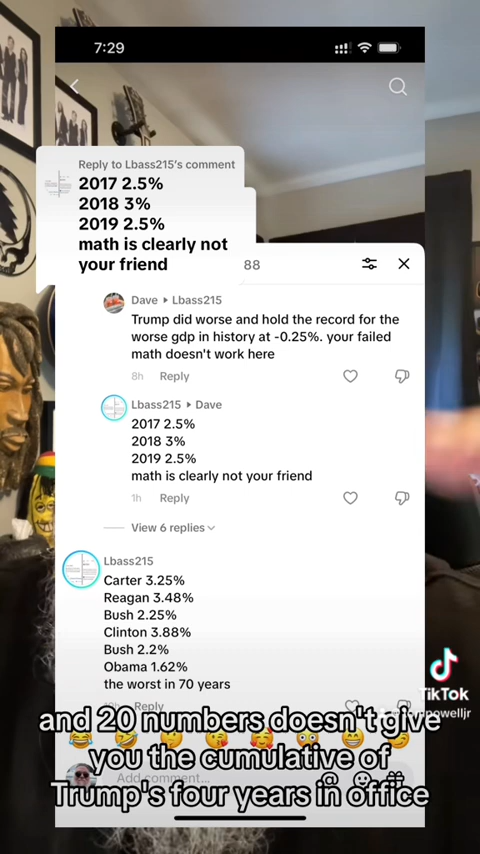 7:29
Reply to Lbass215's comment
2017 2.5%
2018 3%
2019 2.5%
math is clearly not
your friend
88
Dave ▸ Lbass215
Trump did worse and hold the record for the
worse gdp in history at -0.25%. your failed
math doesn't work here
8h Reply
Lbass215 ▸ Dave
2017 2.5%
2018 3%
2019 2.5%
math is clearly not your friend
1h Reply
View 6 replies
Lbass215
Carter 3.25%
Reagan 3.48%
Bush 2.25%
Clinton 3.88%
Bush 2.2%
Obama 1.62%
the worst in 70 years
Reply
TikTok
powelljr
and 20 numbers doesn't give
you the cumulative of
Trump's four years in office
Add comment...